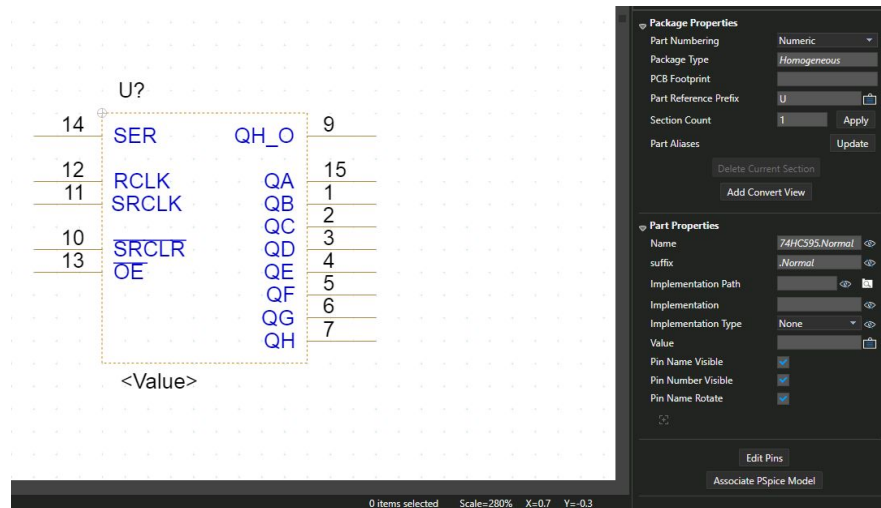 U?
14 SER QH_O 9
12 RCLK QA 15
11 SRCLK QB 1
QC 2
10 SRCLR QD 3
13 OE QE 4
QF 5
QG 6
QH 7
<Value>
Package Properties
Part Numbering Numeric
Package Type Homogeneous
PCB Footprint
Part Reference Prefix U
Section Count 1 Apply
Part Aliases Update
Delete Current Section
Add Convert View
Part Properties
Name 74HC595.Normal
suffix .Normal
Implementation Path
Implementation
Implementation Type None
Value
Pin Name Visible
Pin Number Visible
Pin Name Rotate
Edit Pins
Associate PSpice Model
0 items selected Scale=280% X=0.7 Y=-0.3